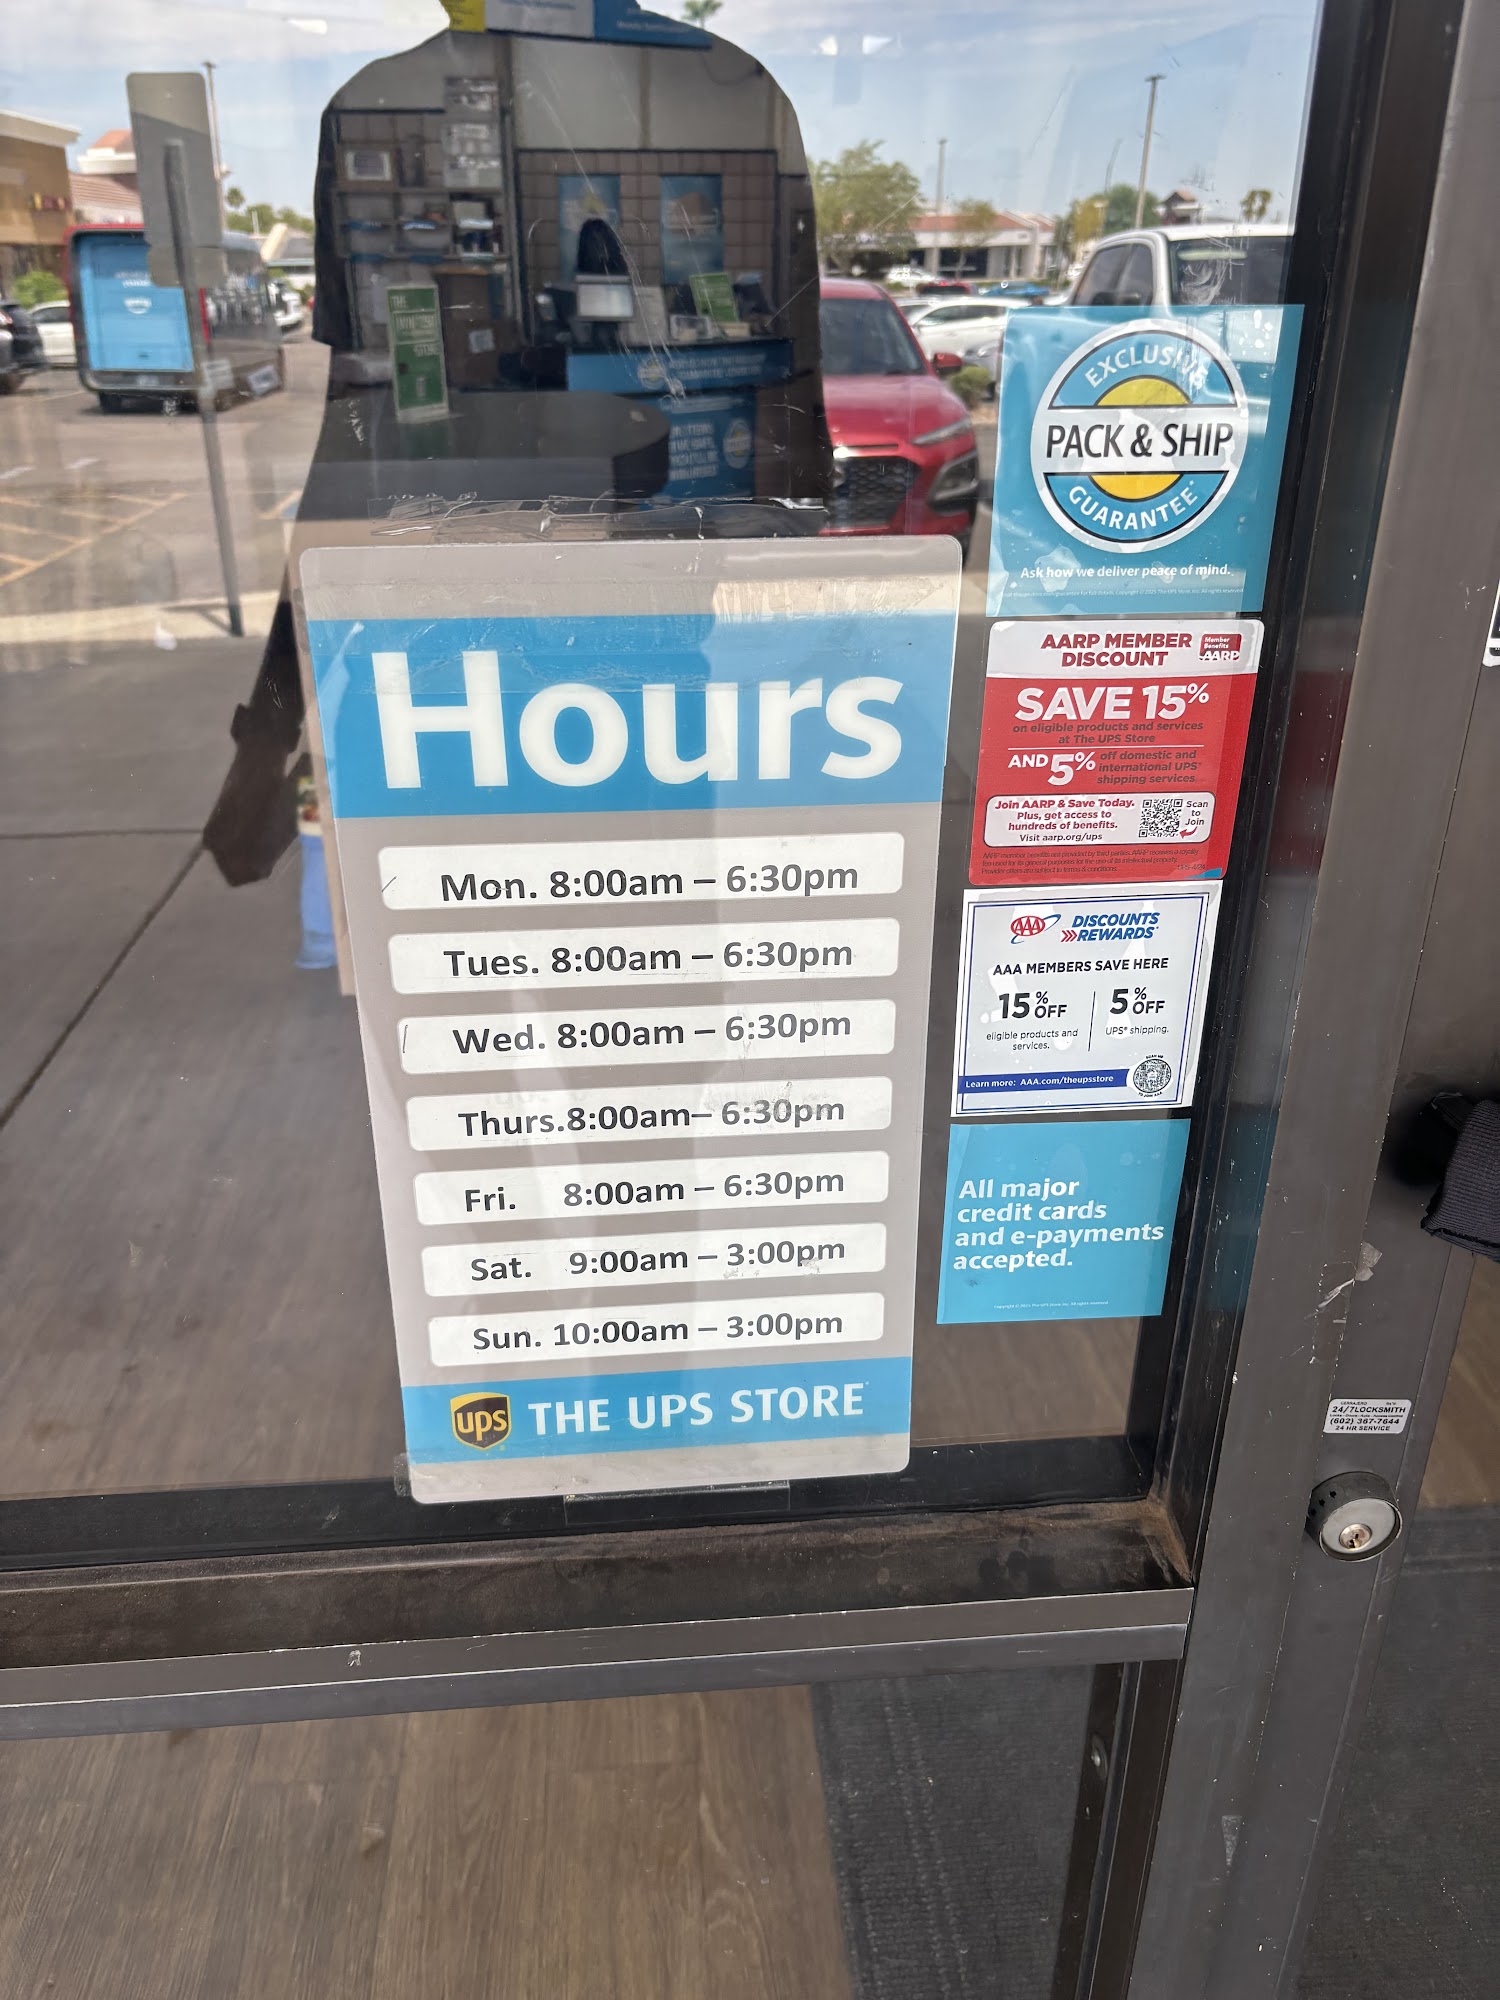 Hours
Mon. 8:00am – 6:30pm
Tues. 8:00am – 6:30pm
Wed. 8:00am – 6:30pm
Thurs.8:00am– 6:30pm
Fri. 8:00am – 6:30pm
Sat. 9:00am – 3:00pm
Sun. 10:00am – 3:00pm
ups THE UPS STORE
EXCLUSIVE
PACK & SHIP
GUARANTEE
Ask how we deliver peace of mind.
AARP MEMBER
DISCOUNT
Member
Benefits
AARP
SAVE 15%
on eligible products and services
at The UPS Store
AND 5% off domestic and
international UPS®
shipping services.
Join AARP & Save Today.
Plus, get access to
hundreds of benefits.
Visit aarp.org/ups
Scan
to
Join
AAA DISCOUNTS
REWARDS
AAA MEMBERS SAVE HERE
15% OFF
eligible products and
services.
5% OFF
UPS® shipping.
Learn more: AAA.com/theupsstore
All major
credit cards
and e-payments
accepted.
24/7LOCKSMITH
(602) 367-7644
24 HR SERVICE